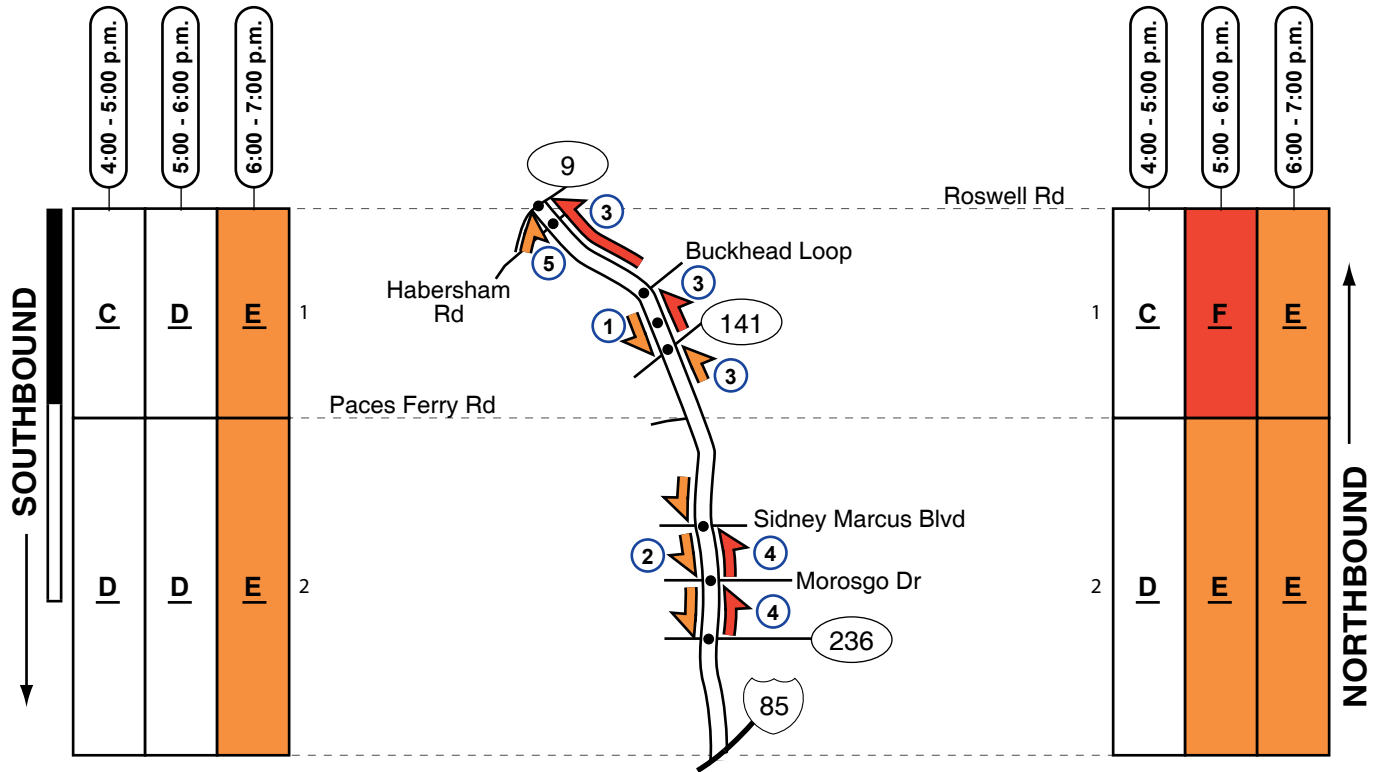 4:00 - 5:00 p.m.
5:00 - 6:00 p.m.
6:00 - 7:00 p.m.
4:00 - 5:00 p.m.
5:00 - 6:00 p.m.
6:00 - 7:00 p.m.
9
Roswell Rd
3
Buckhead Loop
5
Habersham
Rd
3
SOUTHBOUND
C
D
E
1
1
141
1
C
F
E
3
Paces Ferry Rd
NORTHBOUND
Sidney Marcus Blvd
2
4
D
D
E
2
Morosgo Dr
2
D
E
E
4
236
85